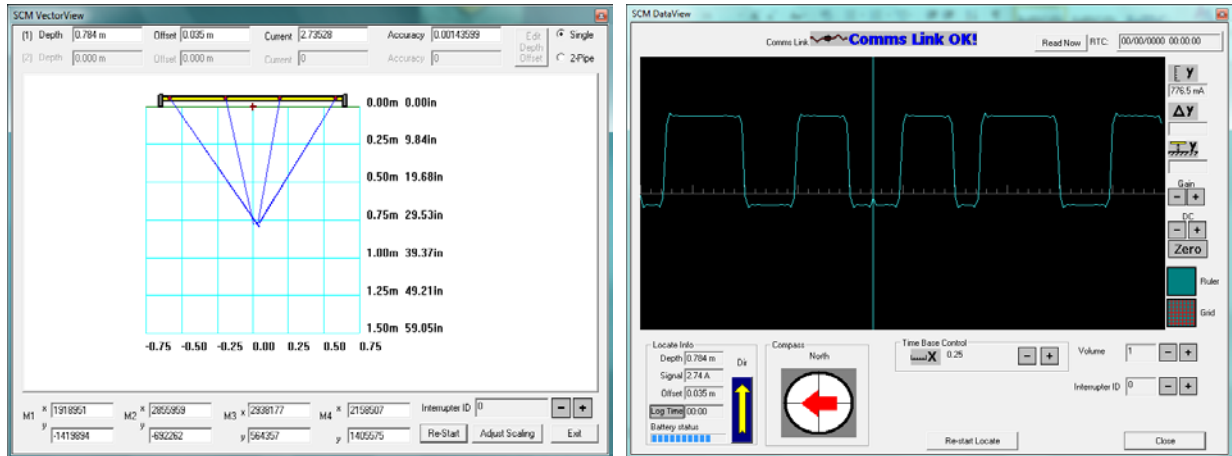 SCM VectorView
(1) Depth 0.784 m Offset 0.035 m Current 2.73528 Accuracy 0.00143599 Edit Depth Offset Single
(2) Depth 0.000 m Offset 0.000 m Current 0 Accuracy 0 2-Pipe
0.00m 0.00in
0.25m 9.84in
0.50m 19.68in
0.75m 29.53in
1.00m 39.37in
1.25m 49.21in
1.50m 59.05in
-0.75 -0.50 -0.25 0.00 0.25 0.50 0.75
M1 x 1918951 M2 x 2855959 M3 x 2938177 M4 x 2158507 Interrupter ID 0 - +
y -1419894 y -692262 y 564357 y 1405575 Re-Start Adjust Scaling Exit
SCM DataView
Comms Link Comms Link OK! Read Now RTC: 00/00/0000 00:00:00
Y
776.5 mA
ΔY
Y
Gain
- +
DC
- +
Zero
Ruler
Grid
Locate Info
Depth 0.784 m
Signal 2.74 A
Offset 0.035 m
Log Time 00:00
Battery status
Dir
Compass
North
Time Base Control
X 0.25 - +
Volume 1 - +
Interrupter ID 0 - +
Re-start Locate
Close